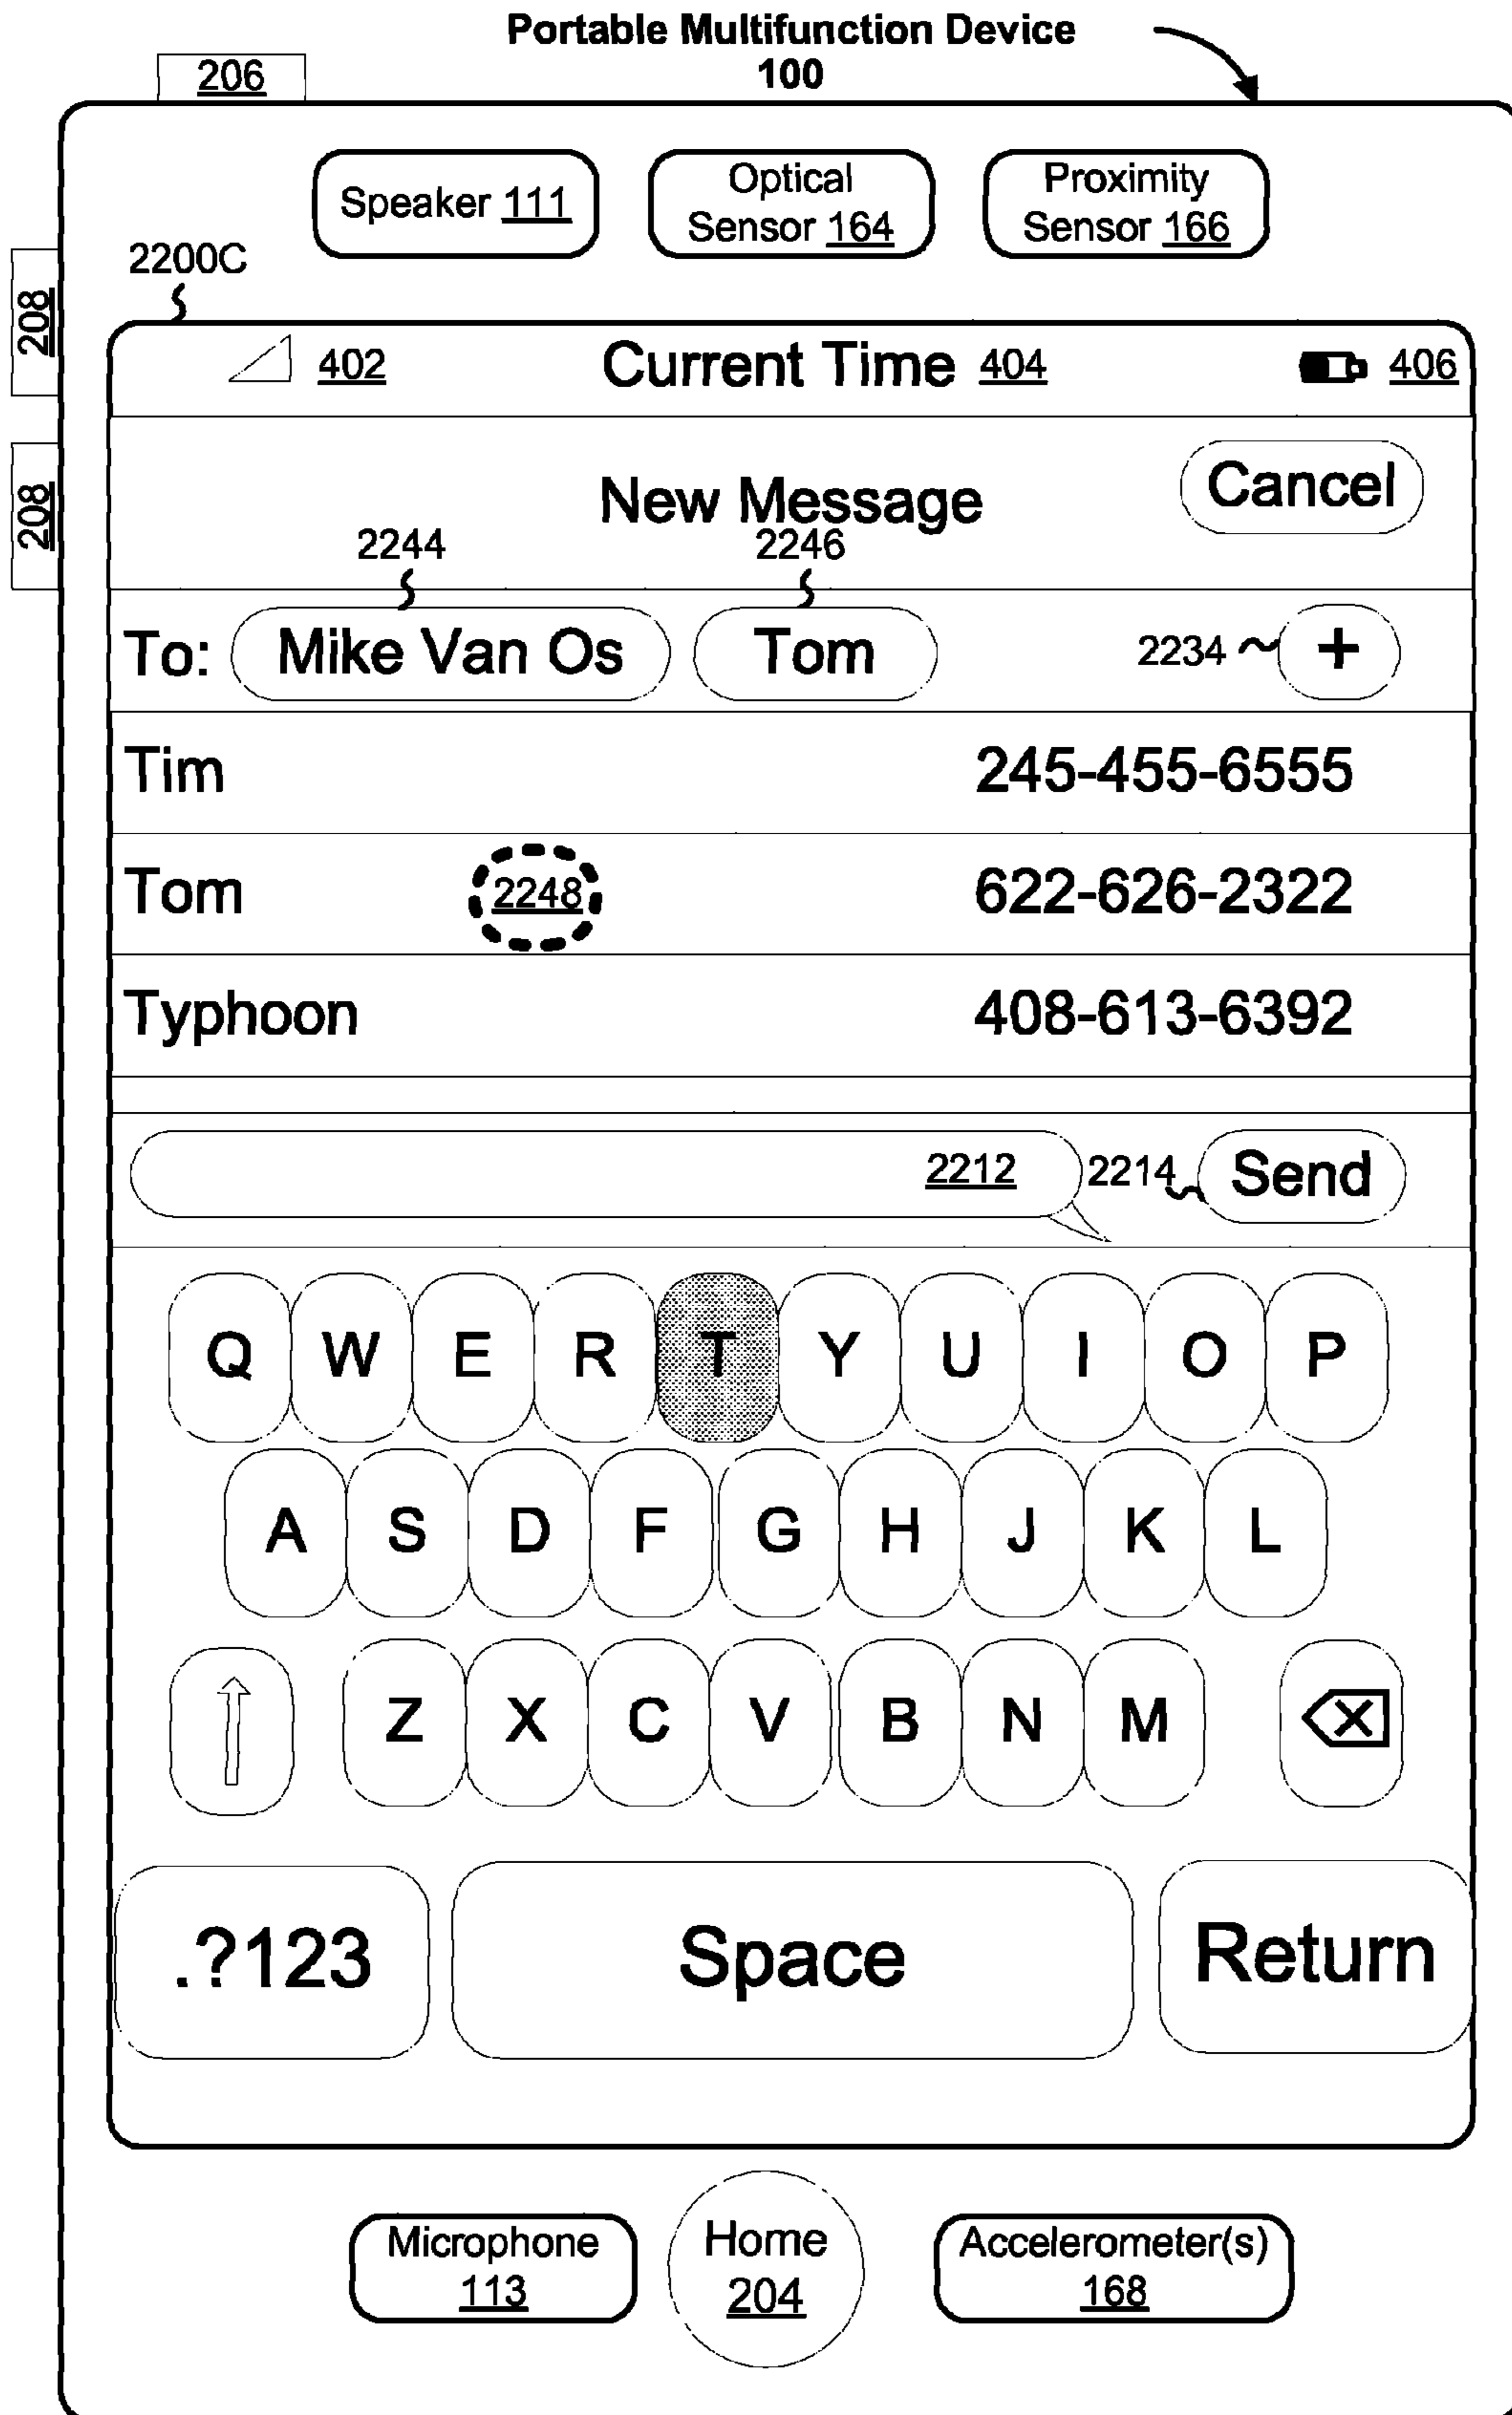 Portable Multifunction Device
100
206
Speaker 111
Optical
Sensor 164
Proximity
Sensor 166
2200C
208
402
Current Time 404
406
208
New Message
Cancel
2244
2246
To:
Mike Van Os
Tom
2234
+
Tim
245-455-6555
Tom
2248
622-626-2322
Typhoon
408-613-6392
2212
2214
Send
Q W E R T Y U I O P
A S D F G H J K L
Z X C V B N M
.?123
Space
Return
Microphone
113
Home
204
Accelerometer(s)
168